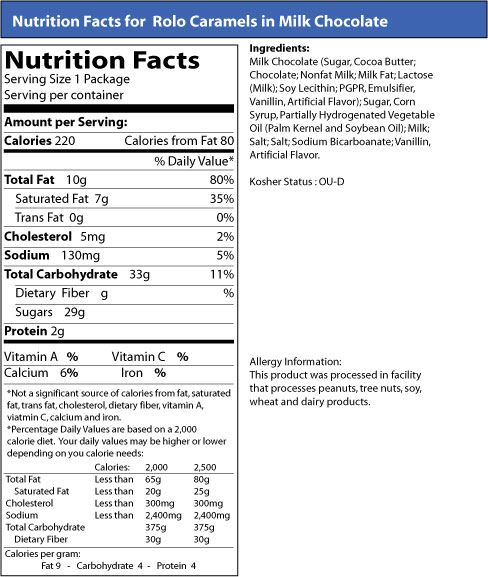 Nutrition Facts for Rolo Caramels in Milk Chocolate
Nutrition Facts
Serving Size 1 Package
Serving per container
Amount per Serving:
Calories 220 Calories from Fat 80
% Daily Value*
Total Fat 10g 80%
Saturated Fat 7g 35%
Trans Fat 0g 0%
Cholesterol 5mg 2%
Sodium 130mg 5%
Total Carbohydrate 33g 11%
Dietary Fiber g %
Sugars 29g
Protein 2g
Vitamin A % Vitamin C %
Calcium 6% Iron %
*Not a significant source of calories from fat, saturated
fat, trans fat, cholesterol, dietary fiber, vitamin A,
viatmin C, calcium and iron.
*Percentage Daily Values are based on a 2,000
calorie diet. Your daily values may be higher or lower
depending on you calorie needs:
Calories: 2,000 2,500
Total Fat Less than 65g 80g
Saturated Fat Less than 20g 25g
Cholesterol Less than 300mg 300mg
Sodium Less than 2,400mg 2,400mg
Total Carbohydrate 375g 375g
Dietary Fiber 30g 30g
Calories per gram:
Fat 9 - Carbohydrate 4 - Protein 4
Ingredients:
Milk Chocolate (Sugar, Cocoa Butter;
Chocolate; Nonfat Milk; Milk Fat; Lactose
(Milk); Soy Lecithin; PGPR, Emulsifier,
Vanillin, Artificial Flavor); Sugar, Corn
Syrup, Partially Hydrogenated Vegetable
Oil (Palm Kernel and Soybean Oil); Milk;
Salt; Salt; Sodium Bicarboanate; Vanillin,
Artificial Flavor.
Kosher Status : OU-D
Allergy Information:
This product was processed in facility
that processes peanuts, tree nuts, soy,
wheat and dairy products.